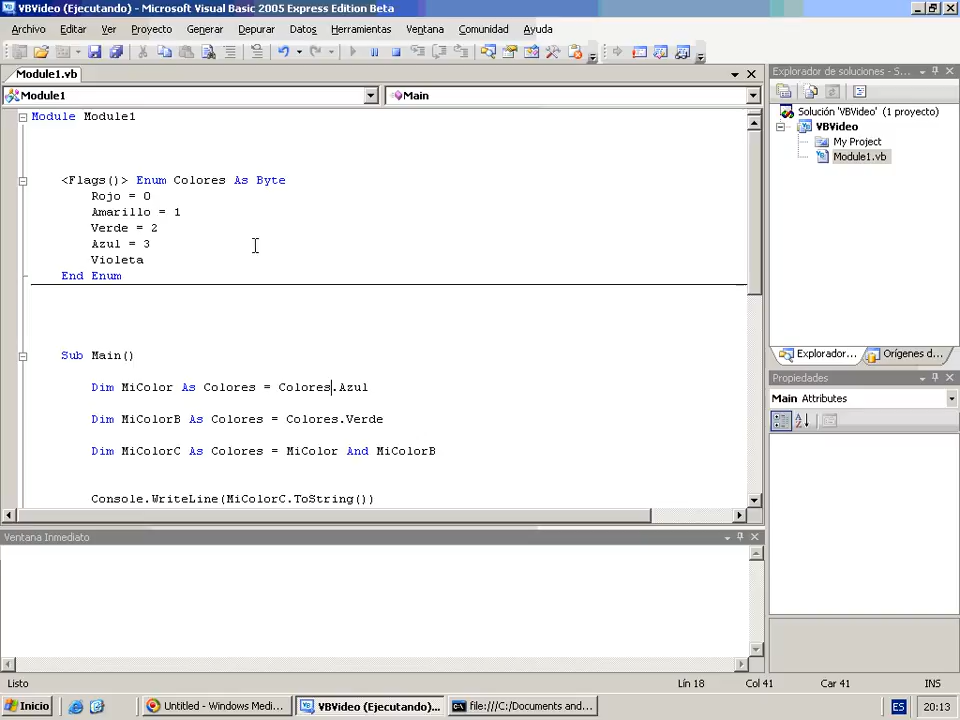 VBVideo (Ejecutando) - Microsoft Visual Basic 2005 Express Edition Beta
Archivo Editar Ver Proyecto Generar Depurar Datos Herramientas Ventana Comunidad Ayuda
Module1.vb
Module1
Main
Module Module1
<Flags()> Enum Colores As Byte
Rojo = 0
Amarillo = 1
Verde = 2
Azul = 3
Violeta
End Enum
Sub Main()
Dim MiColor As Colores = Colores.Azul
Dim MiColorB As Colores = Colores.Verde
Dim MiColorC As Colores = MiColor And MiColorB
Console.WriteLine(MiColorC.ToString())
Explorador de soluciones - S...
Solución 'VBVideo' (1 proyecto)
VBVideo
My Project
Module1.vb
Explorador... Orígenes d...
Propiedades
Main Attributes
Ventana Inmediato
Listo
Lín 18 Col 41 Car 41 INS
Inicio
Untitled - Windows Medi...
VBVideo (Ejecutando)...
file:///C:/Documents and...
ES
20:13